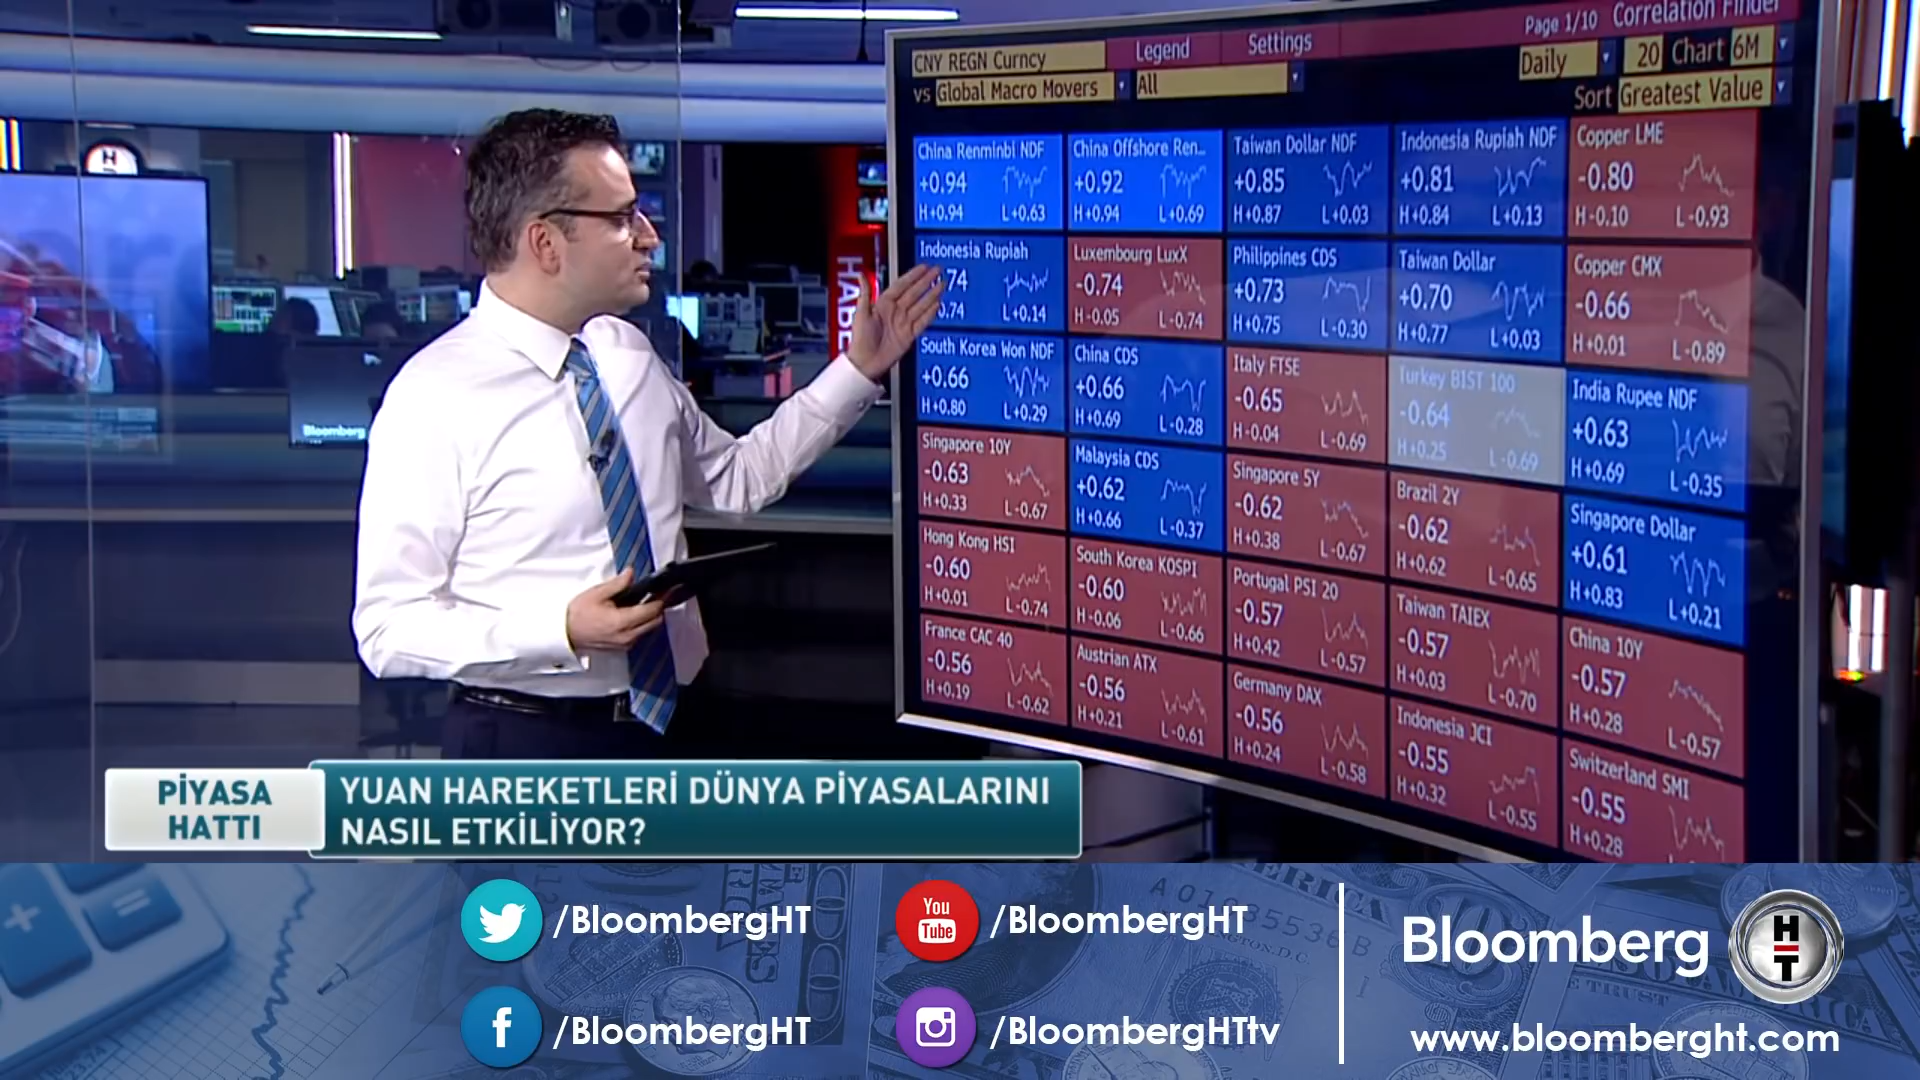 Page 1/10 Correlation Finder
CNY REGN Curncy Legend Settings
Daily 20 Chart 6M
vs Global Macro Movers All
Sort Greatest Value
China Renminbi NDF
+0.94
H +0.94 L +0.63
China Offshore Ren..
+0.92
H +0.94 L +0.69
Taiwan Dollar NDF
+0.85
H +0.87 L +0.03
Indonesia Rupiah NDF
+0.81
H +0.84 L +0.13
Copper LME
-0.80
H -0.10 L -0.93
Indonesia Rupiah
.74
0.74 L +0.14
Luxembourg LuxX
-0.74
H -0.05 L -0.74
Philippines CDS
+0.73
H +0.75 L -0.30
Taiwan Dollar
+0.70
H +0.77 L +0.03
Copper CMX
-0.66
H +0.01 L -0.89
South Korea Won NDF
+0.66
H +0.80 L +0.29
China CDS
+0.66
H +0.69 L -0.28
Italy FTSE
-0.65
H -0.04 L -0.69
Turkey BIST 100
-0.64
H +0.25 L -0.69
India Rupee NDF
+0.63
H +0.69 L -0.35
Singapore 10Y
-0.63
H +0.33 L -0.67
Malaysia CDS
+0.62
H +0.66 L -0.37
Singapore 5Y
-0.62
H +0.38 L -0.67
Brazil 2Y
-0.62
H +0.62 L -0.65
Singapore Dollar
+0.61
H +0.83 L +0.21
Hong Kong HSI
-0.60
H +0.01 L -0.74
South Korea KOSPI
-0.60
H -0.06 L -0.66
Portugal PSI 20
-0.57
H +0.42 L -0.57
Taiwan TAIEX
-0.57
H +0.03 L -0.70
China 10Y
-0.57
H +0.28 L -0.57
France CAC 40
-0.56
H +0.19 L -0.62
Austrian ATX
-0.56
H +0.21 L -0.61
Germany DAX
-0.56
H +0.24 L -0.58
Indonesia JCI
-0.55
H +0.32 L -0.55
Switzerland SMI
-0.55
H +0.28
HABE
Bloomberg
PİYASA
HATTI
YUAN HAREKETLERİ DÜNYA PİYASALARINI
NASIL ETKİLİYOR?
/BloombergHT
You
Tube
/BloombergHT
/BloombergHT
/BloombergHTtv
Bloomberg HT
www.bloomberght.com